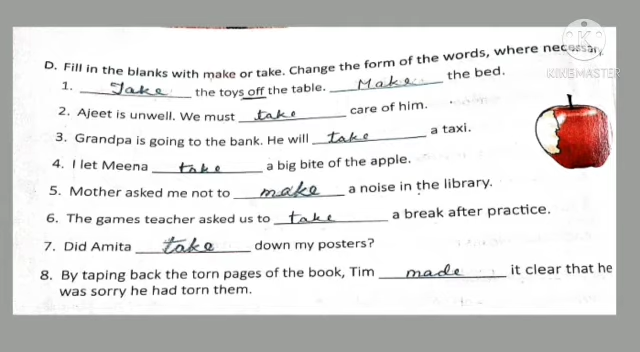 D. Fill in the blanks with make or take. Change the form of the words, where necessary.
KINEMASTER
1. Take the toys off the table. Make the bed.
2. Ajeet is unwell. We must take care of him.
3. Grandpa is going to the bank. He will take a taxi.
4. I let Meena take a big bite of the apple.
5. Mother asked me not to make a noise in the library.
6. The games teacher asked us to take a break after practice.
7. Did Amita take down my posters?
8. By taping back the torn pages of the book, Tim made it clear that he
was sorry he had torn them.